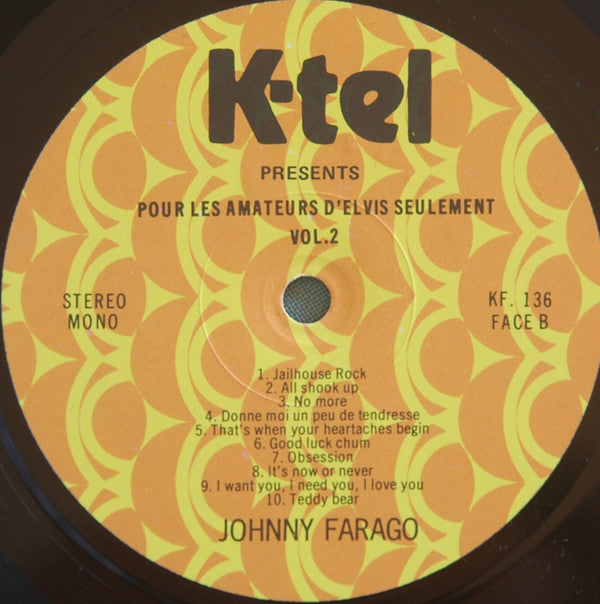 K-tel
PRESENTS
POUR LES AMATEURS D'ELVIS SEULEMENT
VOL.2
STEREO
MONO
KF. 136
FACE B
1. Jailhouse Rock
2. All shook up
3. No more
4. Donne moi un peu de tendresse
5. That's when your heartaches begin
6. Good luck chum
7. Obsession
8. It's now or never
9. I want you, I need you, I love you
10. Teddy bear
JOHNNY FARAGO